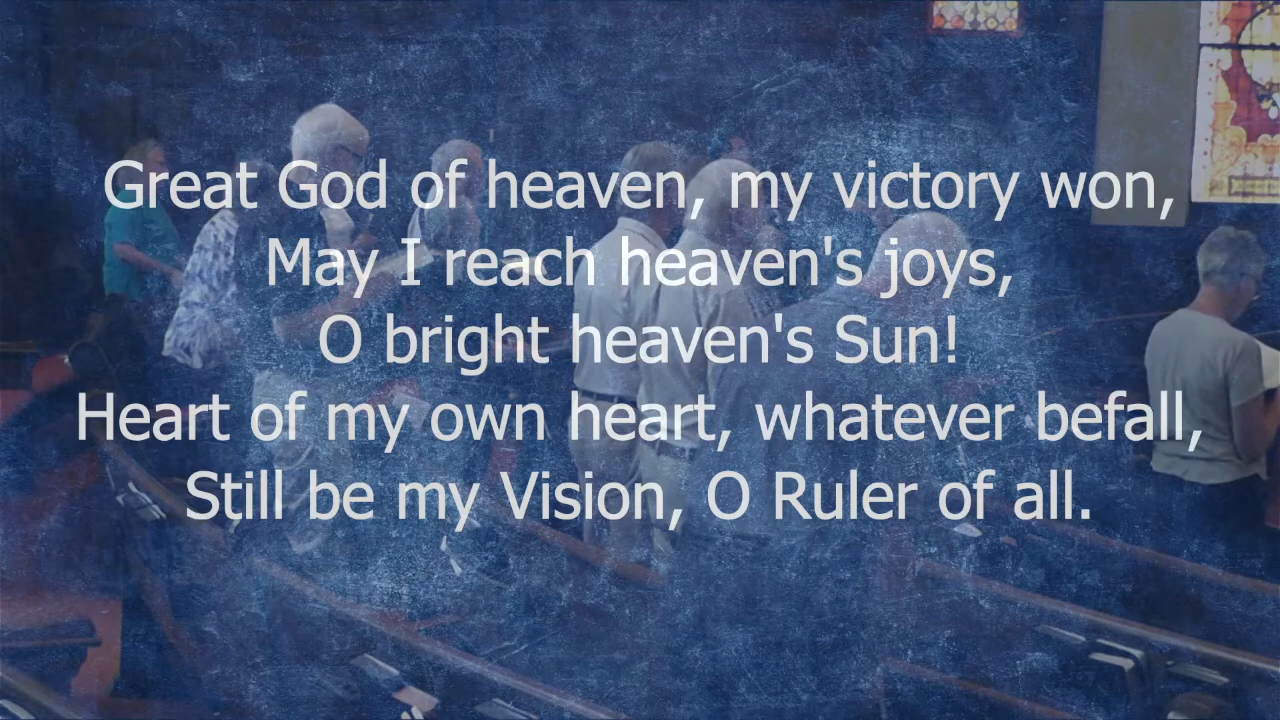 Great God of heaven, my victory won,
May I reach heaven's joys,
O bright heaven's Sun!
Heart of my own heart, whatever befall,
Still be my Vision, O Ruler of all.